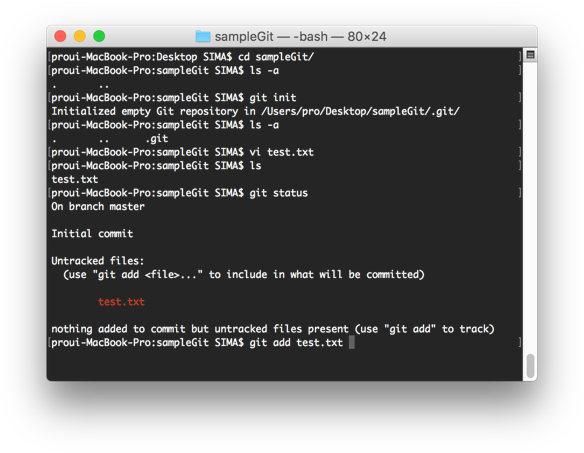 sampleGit — -bash — 80×24
[proui-MacBook-Pro:Desktop SIMA$ cd sampleGit/ ]
[proui-MacBook-Pro:sampleGit SIMA$ ls -a ]
. ..
[proui-MacBook-Pro:sampleGit SIMA$ git init ]
Initialized empty Git repository in /Users/pro/Desktop/sampleGit/.git/
[proui-MacBook-Pro:sampleGit SIMA$ ls -a ]
. .. .git
[proui-MacBook-Pro:sampleGit SIMA$ vi test.txt ]
[proui-MacBook-Pro:sampleGit SIMA$ ls ]
test.txt
[proui-MacBook-Pro:sampleGit SIMA$ git status ]
On branch master
Initial commit
Untracked files:
(use "git add <file>..." to include in what will be committed)
test.txt
nothing added to commit but untracked files present (use "git add" to track)
[proui-MacBook-Pro:sampleGit SIMA$ git add test.txt ]